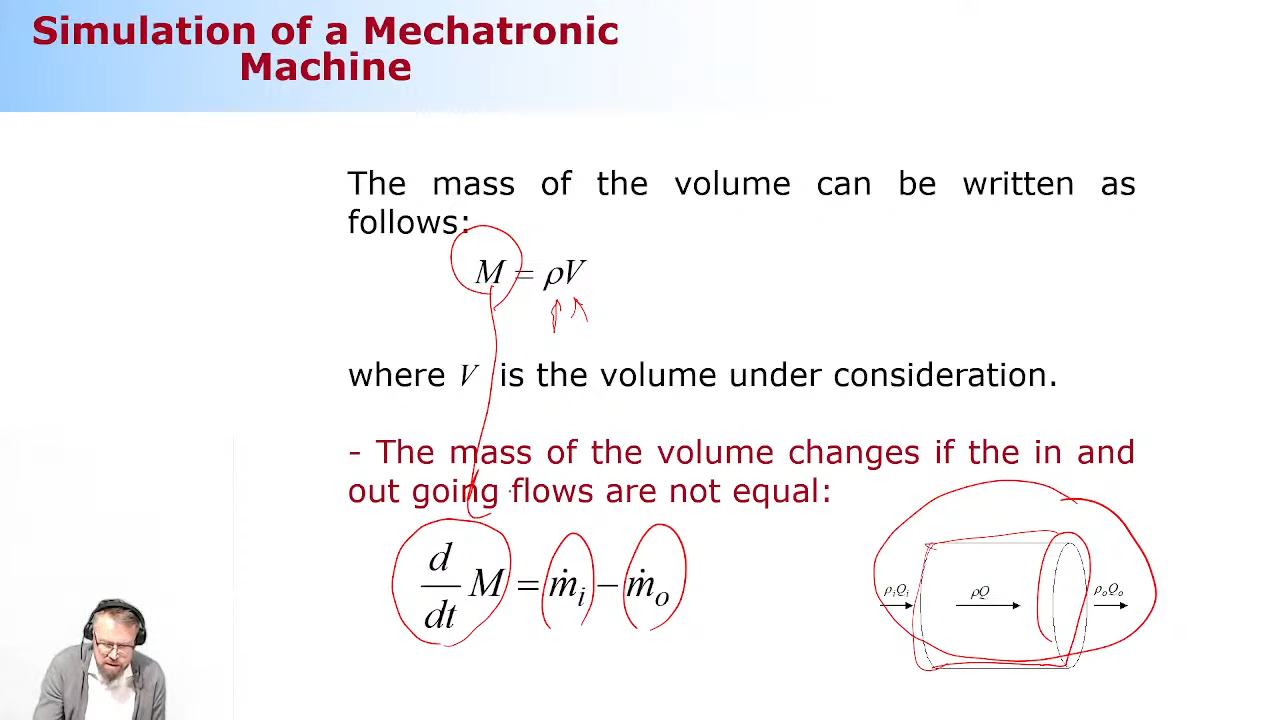 Simulation of a Mechatronic
Machine
The mass of the volume can be written as
follows:
M = ρV
where V is the volume under consideration.
- The mass of the volume changes if the in and
out going flows are not equal:
d/dt M = ṁᵢ − ṁₒ
ρᵢQᵢ ρQ ρₒQₒ